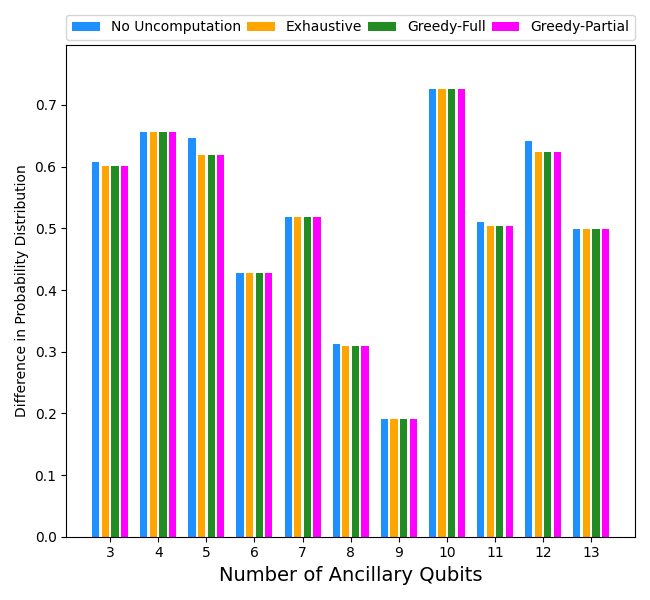 No Uncomputation Exhaustive Greedy-Full Greedy-Partial
Difference in Probability Distribution
0.7
0.6
0.5
0.4
0.3
0.2
0.1
0.0
3 4 5 6 7 8 9 10 11 12 13
Number of Ancillary Qubits